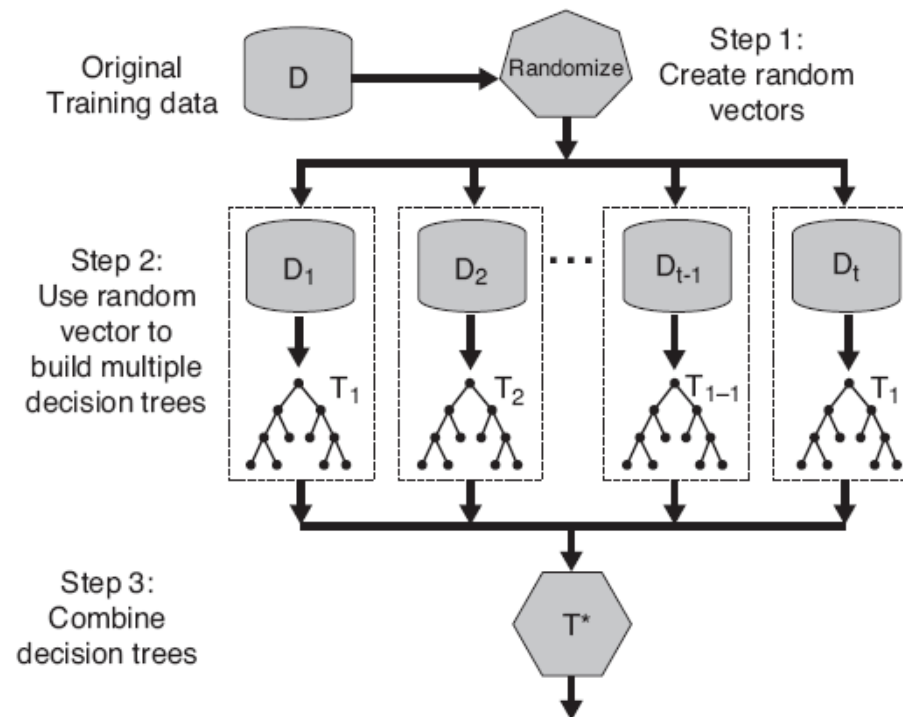 Original
Training data
D
Randomize
Step 1:
Create random
vectors
Step 2:
Use random
vector to
build multiple
decision trees
D₁
D₂
...
Dₜ₋₁
Dₜ
T₁
T₂
T₁₋₁
T₁
Step 3:
Combine
decision trees
T*